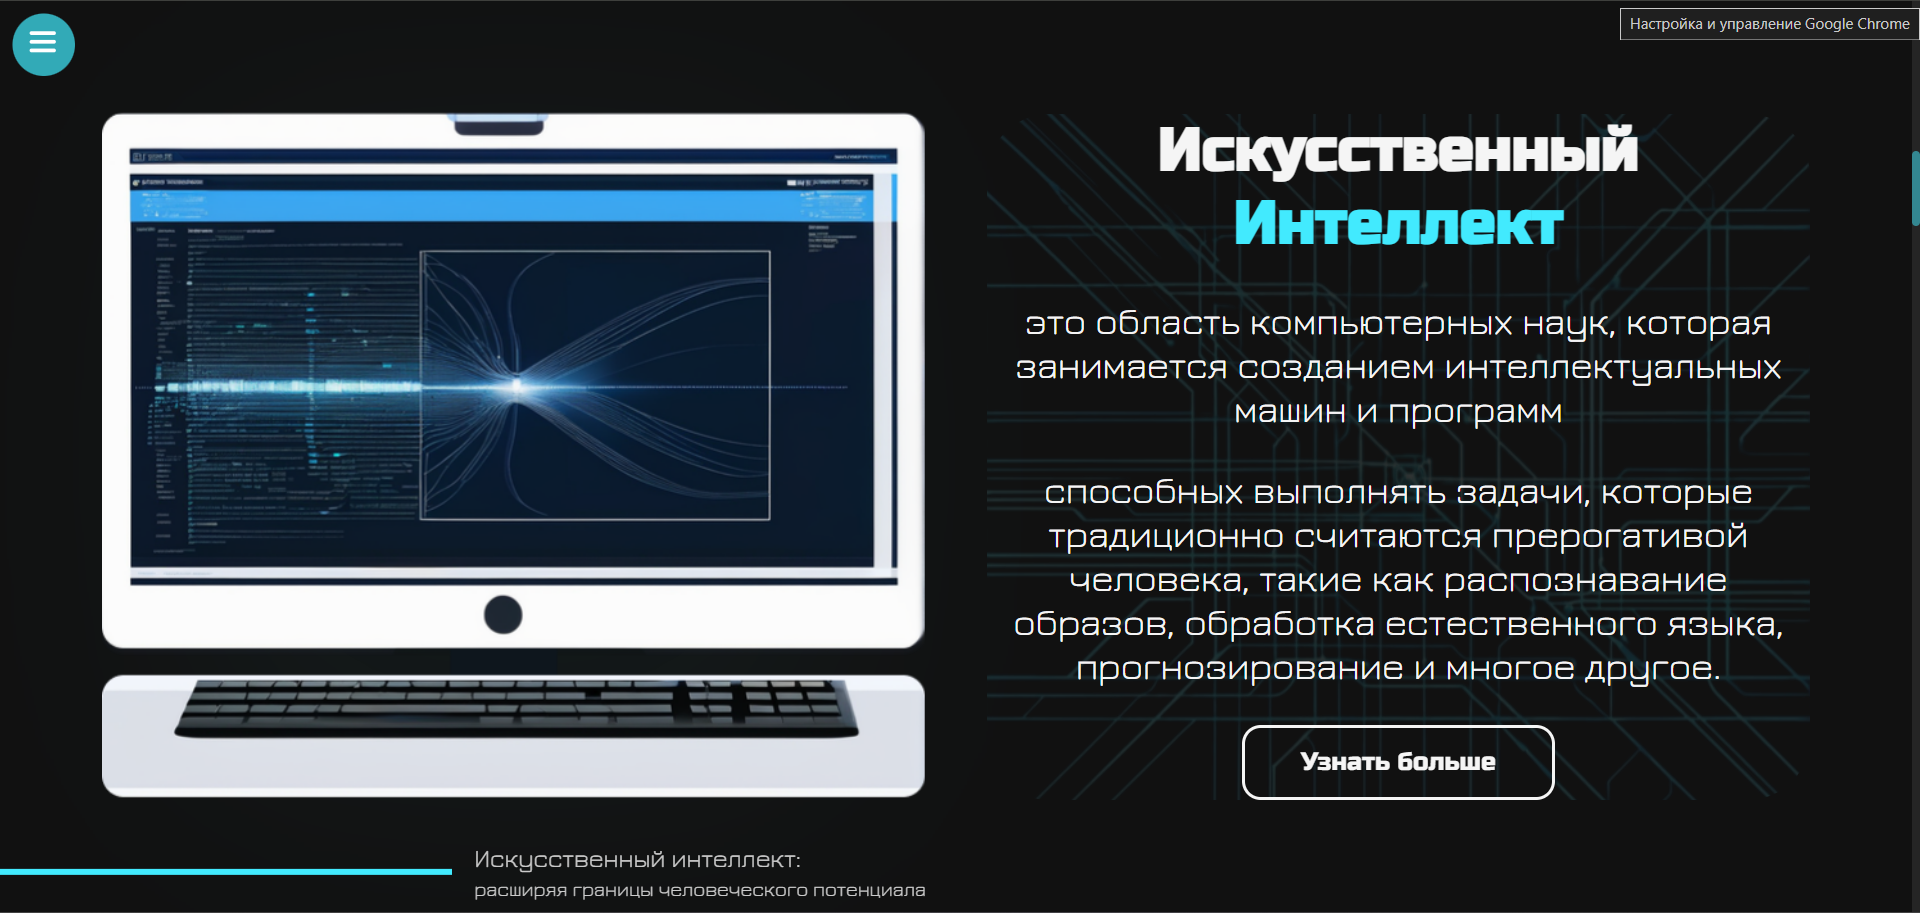 Настройка и управление Google Chrome
Искусственный
Интеллект
это область компьютерных наук, которая
занимается созданием интеллектуальных
машин и программ
способных выполнять задачи, которые
традиционно считаются прерогативой
человека, такие как распознавание
образов, обработка естественного языка,
прогнозирование и многое другое.
Узнать больше
Искусственный интеллект:
расширяя границы человеческого потенциала